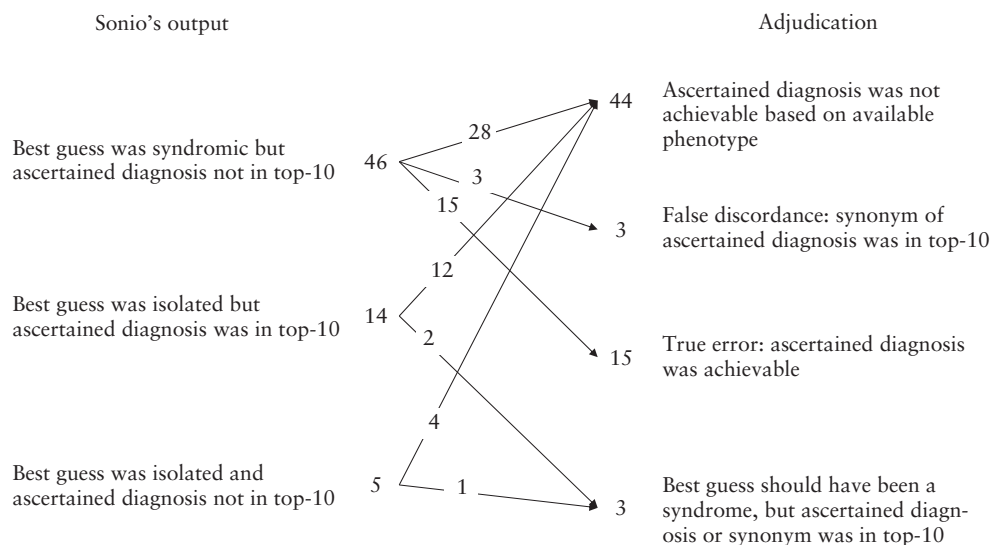 Sonio’s output
Adjudication
Best guess was syndromic but
ascertained diagnosis not in top-10
46
28
3
15
44
Ascertained diagnosis was not
achievable based on available
phenotype
3
False discordance: synonym of
ascertained diagnosis was in top-10
Best guess was isolated but
ascertained diagnosis was in top-10
14
12
2
15
True error: ascertained diagnosis
was achievable
Best guess was isolated and
ascertained diagnosis not in top-10
5
4
1
3
Best guess should have been a
syndrome, but ascertained diagn-
osis or synonym was in top-10